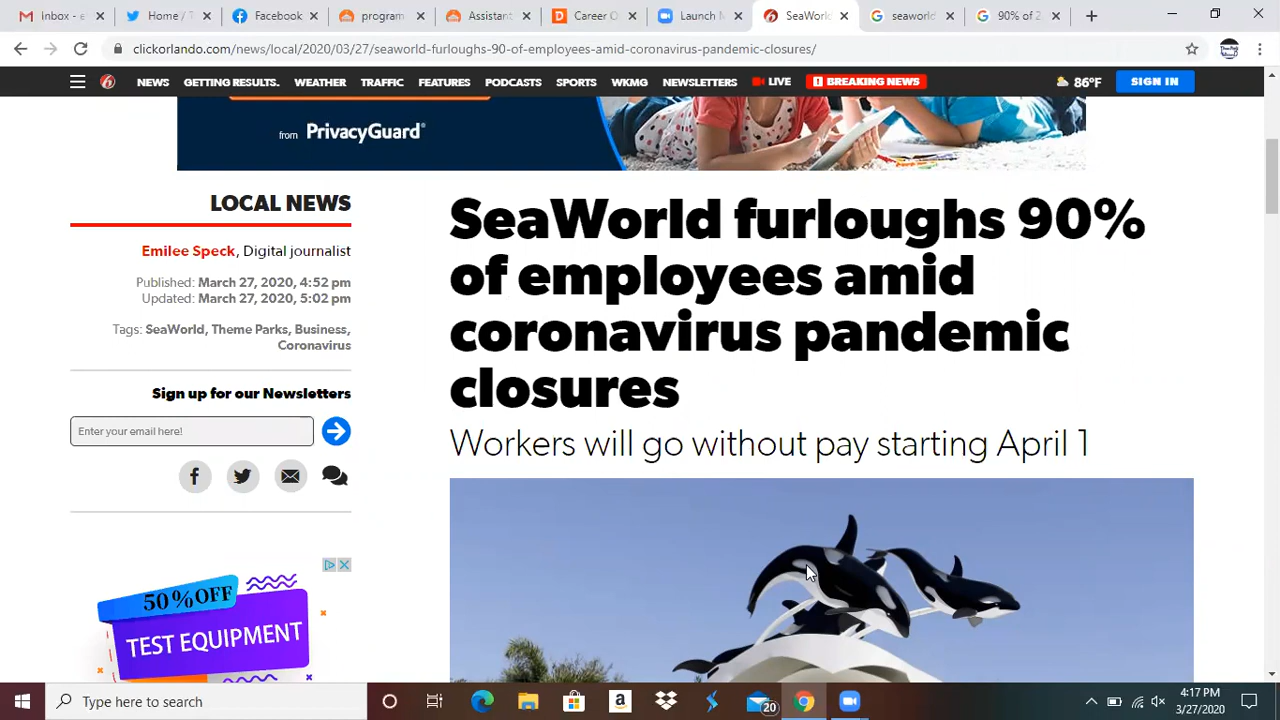 inbox - e
Home / T
Facebook
program
Assistant
Career O
Launch M
SeaWorl
seaworld
90% of 2
clickorlando.com/news/local/2020/03/27/seaworld-furloughs-90-of-employees-amid-coronavirus-pandemic-closures/
NEWS GETTING RESULTS. WEATHER TRAFFIC FEATURES PODCASTS SPORTS WKMG NEWSLETTERS LIVE BREAKING NEWS 86°F SIGN IN
from PrivacyGuard®
LOCAL NEWS
Emilee Speck, Digital journalist
Published: March 27, 2020, 4:52 pm
Updated: March 27, 2020, 5:02 pm
Tags: SeaWorld, Theme Parks, Business,
Coronavirus
Sign up for our Newsletters
Enter your email here!
50%OFF
TEST EQUIPMENT
SeaWorld furloughs 90%
of employees amid
coronavirus pandemic
closures
Workers will go without pay starting April 1
Type here to search
20
4:17 PM
3/27/2020